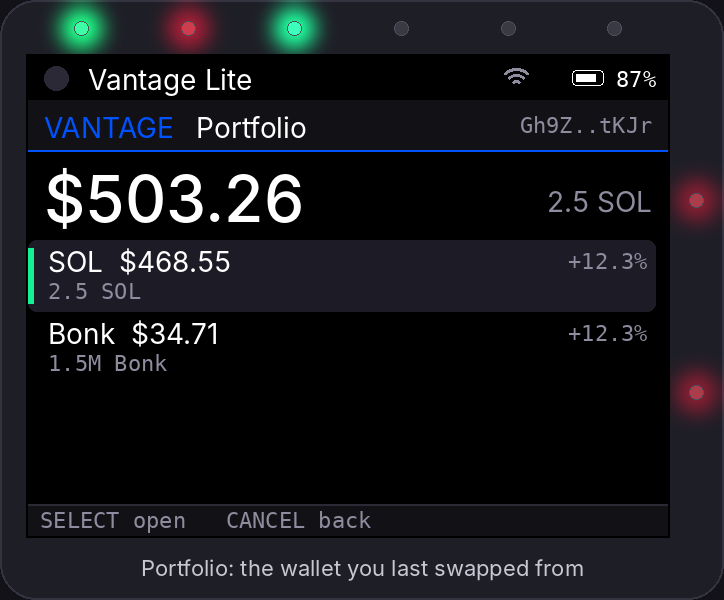 Vantage Lite 87%
VANTAGE Portfolio Gh9Z..tKJr
$503.26 2.5 SOL
SOL $468.55 +12.3%
2.5 SOL
Bonk $34.71 +12.3%
1.5M Bonk
SELECT open CANCEL back
Portfolio: the wallet you last swapped from